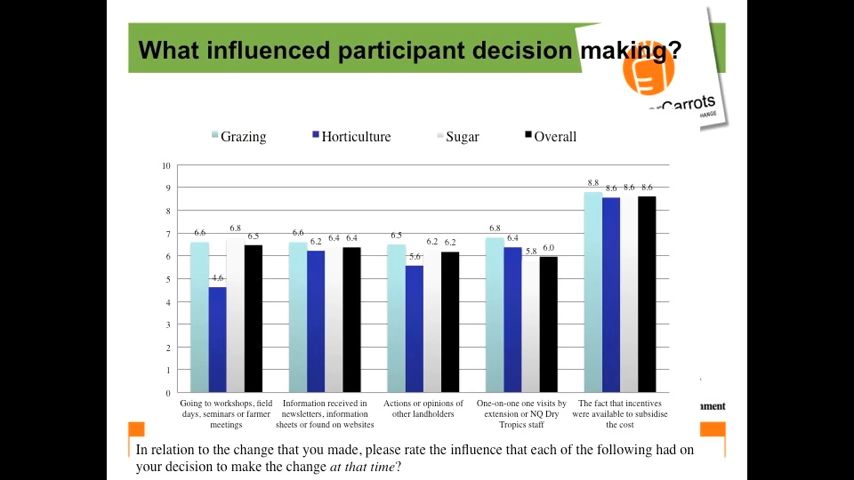 What influenced participant decision making?
Carrots
HANGE
Grazing Horticulture Sugar Overall
10
9
8
7
6
5
4
3
2
1
0
6.6 4.6 6.8 6.5
6.6 6.2 6.4 6.4
6.5 5.6 6.2 6.2
6.8 6.4 5.8 6.0
8.8 8.6 8.6 8.6
Going to workshops, field
days, seminars or farmer
meetings
Information received in
newsletters, information
sheets or found on websites
Actions or opinions of
other landholders
One-on-one one visits by
extension or NQ Dry
Tropics staff
The fact that incentives
were available to subsidise
the cost
nment
In relation to the change that you made, please rate the influence that each of the following had on
your decision to make the change at that time?